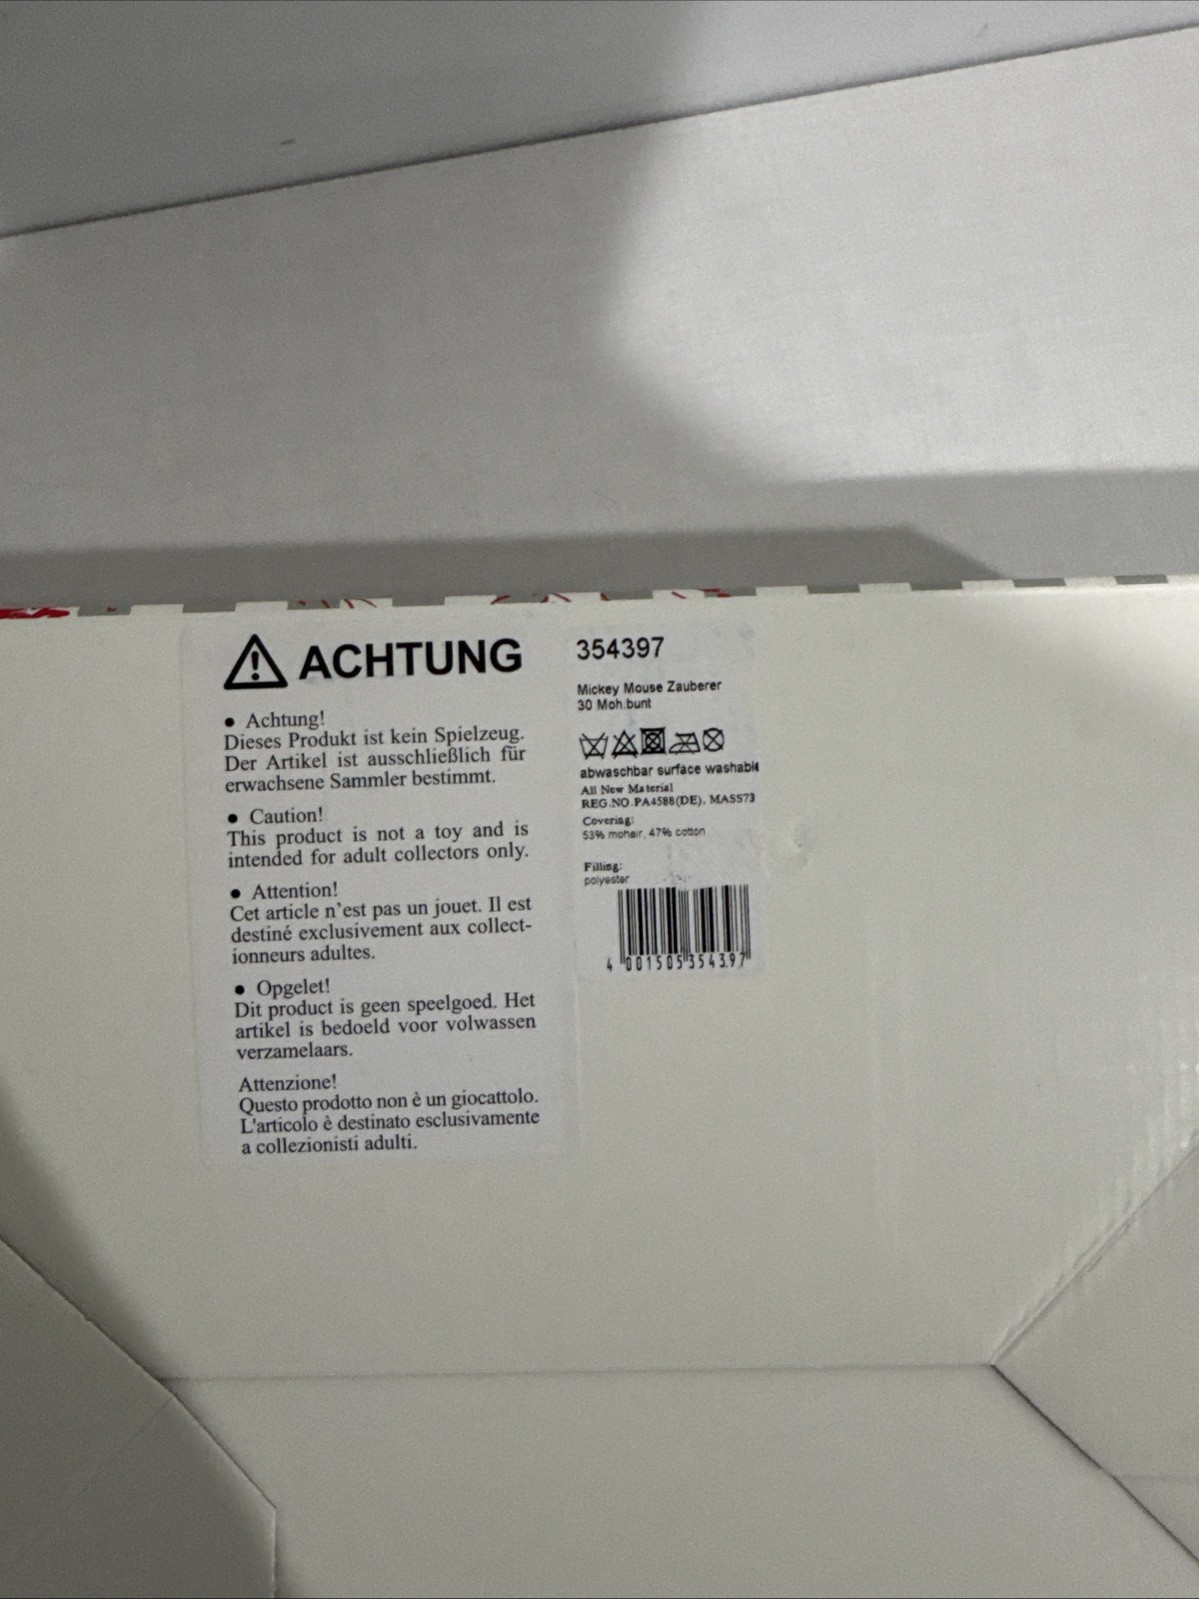 ACHTUNG
• Achtung!
Dieses Produkt ist kein Spielzeug.
Der Artikel ist ausschließlich für
erwachsene Sammler bestimmt.
• Caution!
This product is not a toy and is
intended for adult collectors only.
• Attention!
Cet article n'est pas un jouet. Il est
destiné exclusivement aux collect-
ionneurs adultes.
• Opgelet!
Dit product is geen speelgoed. Het
artikel is bedoeld voor volwassen
verzamelaars.
Attenzione!
Questo prodotto non è un giocattolo.
L'articolo è destinato esclusivamente
a collezionisti adulti.
354397
Mickey Mouse Zauberer
30 Moh.bunt
abwaschbar surface washable
All New Material
REG.NO.PA4588(DE), MASS73
Covering:
53% mohair, 47% cotton
Filling:
polyester
4 001505 354397